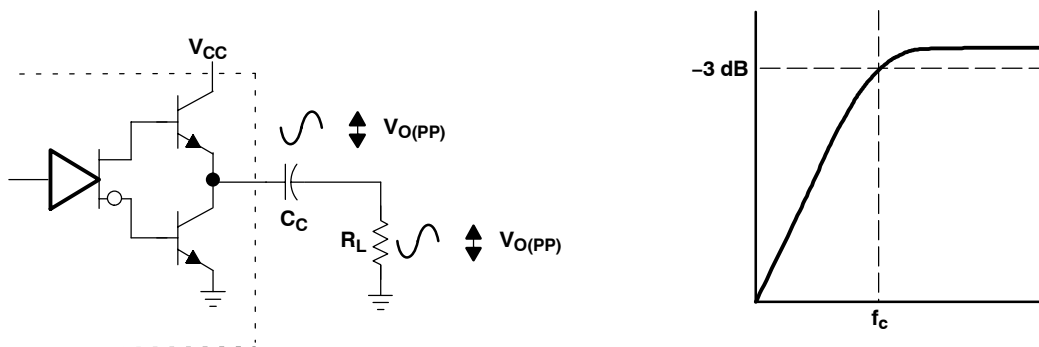 VCC
VO(PP)
CC
RL
VO(PP)
–3 dB
fc